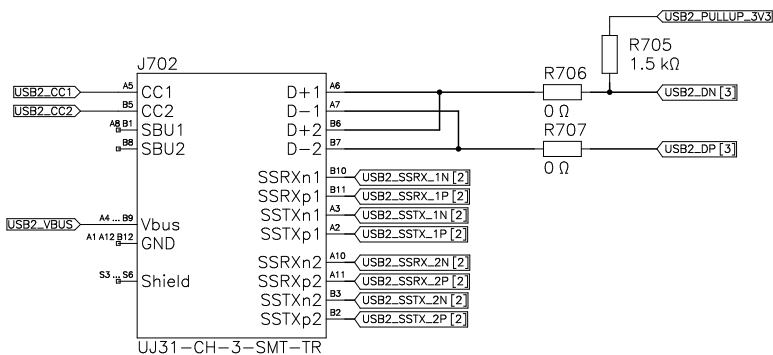 USB2_PULLUP_3V3
J702
R705
1.5 kΩ
R706
USB2_CC1 A5 CC1 D+1 A6 USB2_DN [3]
0 Ω
USB2_CC2 B5 CC2 D-1 A7
R707
A8 B1 SBU1 D+2 B6
B8 SBU2 D-2 B7 USB2_DP [3]
0 Ω
SSRXn1 B10 USB2_SSRX_1N [2]
SSRXp1 B11 USB2_SSRX_1P [2]
SSTXn1 A3 USB2_SSTX_1N [2]
USB2_VBUS A4 ... B9 Vbus SSTXp1 A2 USB2_SSTX_1P [2]
A1 A12 B12 GND
SSRXn2 A10 USB2_SSRX_2N [2]
S3 ... S6 Shield SSRXp2 A11 USB2_SSRX_2P [2]
SSTXn2 B3 USB2_SSTX_2N [2]
SSTXp2 B2 USB2_SSTX_2P [2]
UJ31-CH-3-SMT-TR